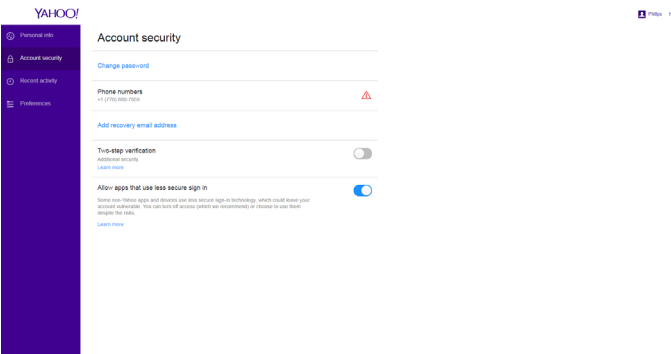 YAHOO!
Philips
Personal info
Account security
Recent activity
Preferences
Account security
Change password
Phone numbers
Add recovery email address
Two-step verification
Additional security.
Learn more
Allow apps that use less secure sign in
Some non-Yahoo apps and devices use less secure sign-in technology, which could leave your
account vulnerable. You can turn off access (which we recommend) or choose to use them
despite the risks.
Learn more